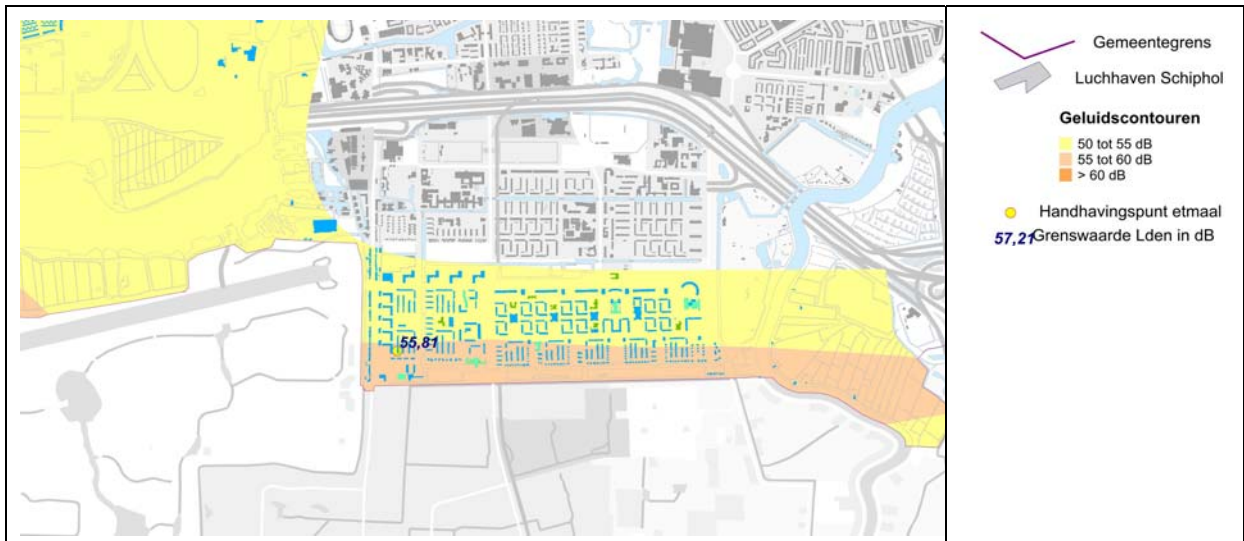 55,81
Gemeentegrens
Luchhaven Schiphol
Geluidscontouren
50 tot 55 dB
55 tot 60 dB
> 60 dB
Handhavingspunt etmaal
57,21 Grenswaarde Lden in dB